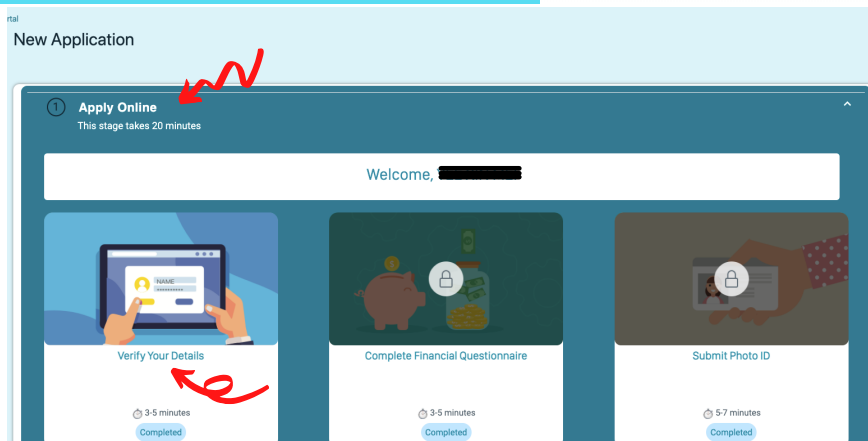 rtal
New Application
1 Apply Online
This stage takes 20 minutes
Welcome,
NAME
**********
Verify Your Details
Complete Financial Questionnaire
Submit Photo ID
3-5 minutes
3-5 minutes
5-7 minutes
Completed
Completed
Completed